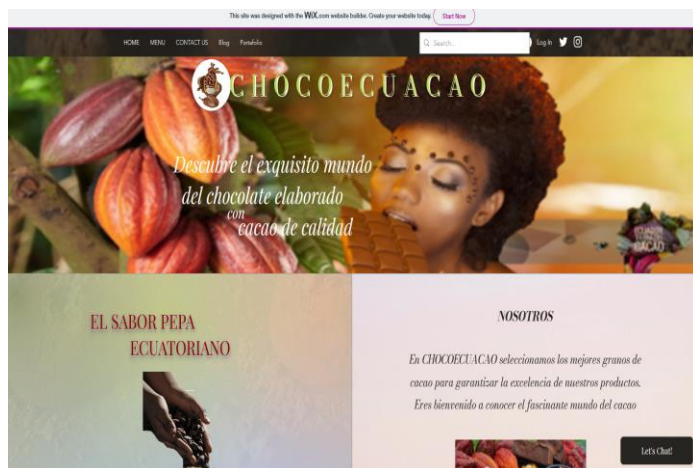 This site was designed with the WiX.com website builder. Create your website today. Start Now
HOME MENU CONTACT US Blog Portafolio
Search...
Log In
CHOCOECUACAO
Descubre el exquisito mundo
del chocolate elaborado
con
cacao de calidad
ECUADOR
CACAO
EL SABOR PEPA
ECUATORIANO
NOSOTROS
En CHOCOECUACAO seleccionamos los mejores granos de
cacao para garantizar la excelencia de nuestros productos.
Eres bienvenido a conocer el fascinante mundo del cacao
Let's Chat!